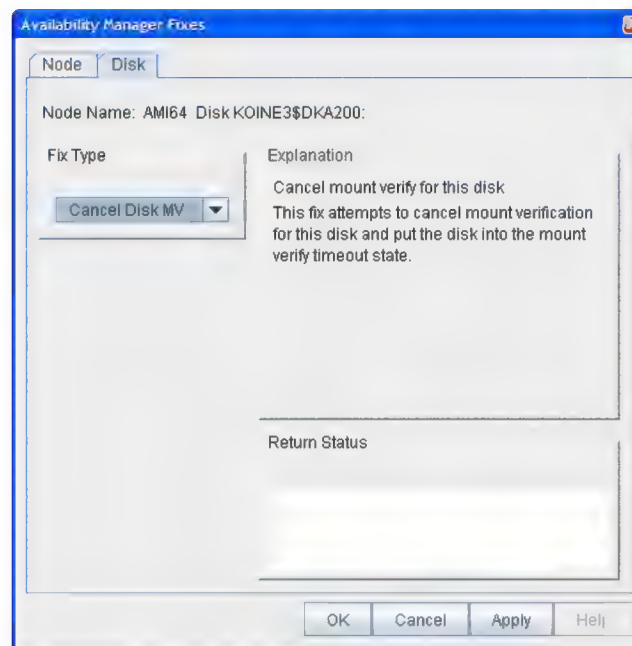 Availability Manager Fixes
Node
Disk
Node Name: AMI64 Disk KOINE3$DKA200:
Fix Type
Cancel Disk MV
Explanation
Cancel mount verify for this disk
This fix attempts to cancel mount verification
for this disk and put the disk into the mount
verify timeout state.
Return Status
OK
Cancel
Apply
Help